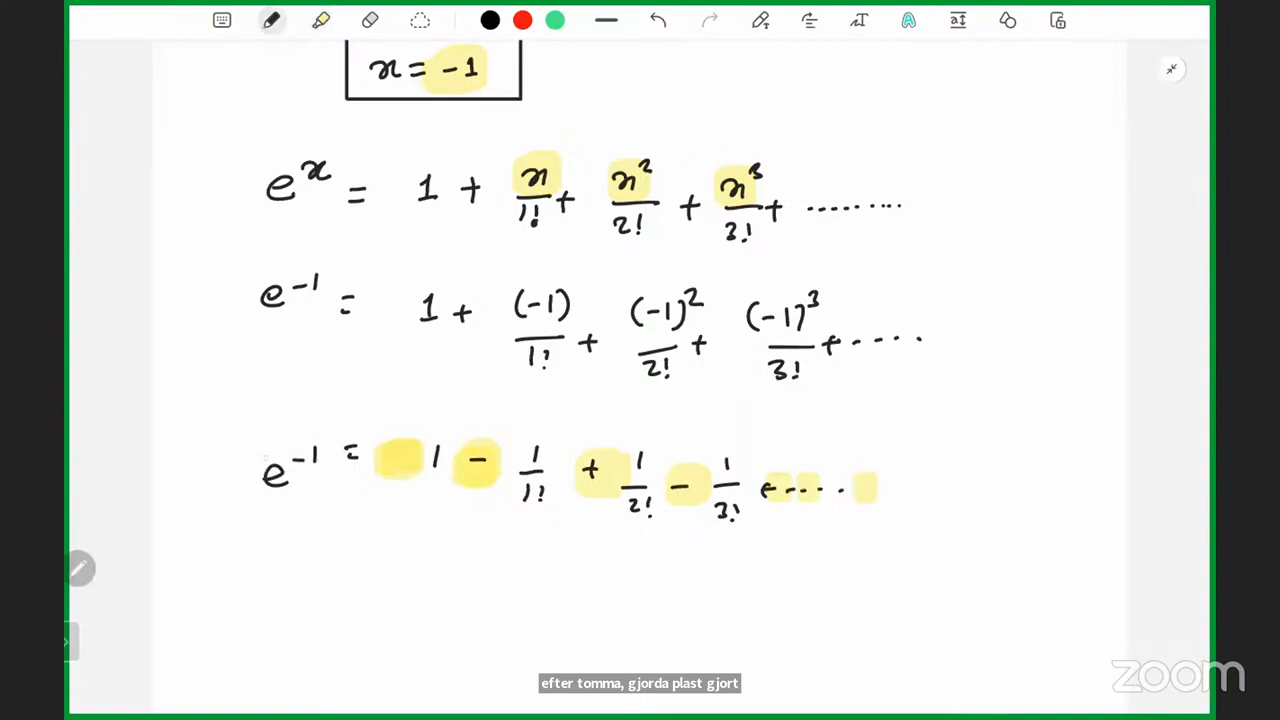 x = -1
e^x = 1 + x/1! + x²/2! + x³/3! + .........
e^-1 = 1 + (-1)/1! + (-1)²/2! + (-1)³/3! + .....
e^-1 = 1 - 1/1! + 1/2! - 1/3! + .....
efter tomma, gjorda plast gjort
zoom